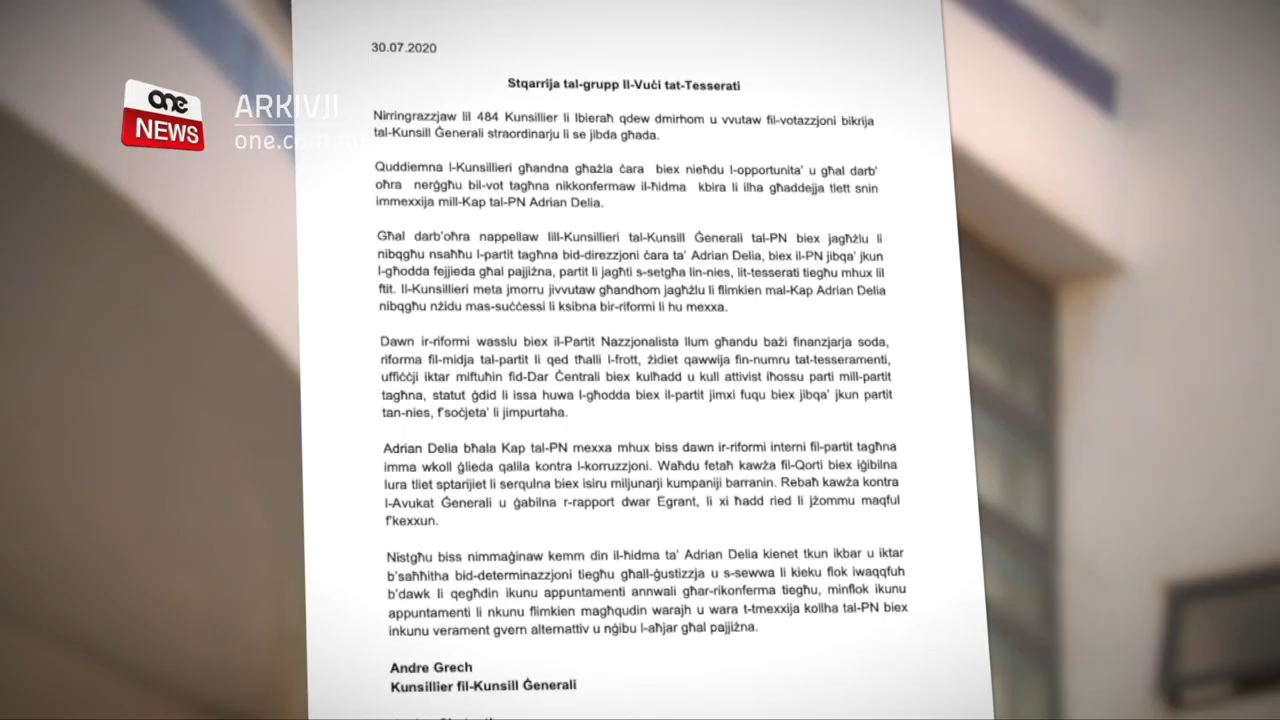 one
NEWS
ARKIVJI
one.com.mt
30.07.2020
Stqarrija tal-grupp Il-Vuċi tat-Tesserati
Nirringrazzjaw lil 484 Kunsillier li lbieraħ qdew dmirhom u vvutaw fil-votazzjoni bikrija
tal-Kunsill Ġenerali straordinarju li se jibda għada.
Quddiemna l-Kunsillieri għandna għażla ċara biex nieħdu l-opportunita' u għal darb'
oħra nerġgħu bil-vot tagħna nikkonfermaw il-ħidma kbira li ilha għaddejja tlett snin
immexxija mill-Kap tal-PN Adrian Delia.
Għal darb'oħra nappellaw lill-Kunsillieri tal-Kunsill Ġenerali tal-PN biex jagħżlu li
nibqgħu nsaħħu l-partit tagħna bid-direzzjoni ċara ta' Adrian Delia, biex il-PN jibqa' jkun
l-għodda fejjieda għal pajjiżna, partit li jagħti s-setgħa lin-nies, lit-tesserati tiegħu mhux lil
ftit. Il-Kunsillieri meta jmorru jivvutaw għandhom jagħżlu li flimkien mal-Kap Adrian Delia
nibqgħu nżidu mas-suċċessi li ksibna bir-riformi li hu mexxa.
Dawn ir-riformi wasslu biex il-Partit Nazzjonalista llum għandu bażi finanzjarja soda,
riforma fil-midja tal-partit li qed tħalli l-frott, żidiet qawwija fin-numru tat-tesseramenti,
uffiċċji iktar miftuħin fid-Dar Ċentrali biex kulħadd u kull attivist iħossu parti mill-partit
tagħna, statut ġdid li issa huwa l-għodda biex il-partit jimxi fuqu biex jibqa' jkun partit
tan-nies, f'soċjeta' li jimpurtaha.
Adrian Delia bħala Kap tal-PN mexxa mhux biss dawn ir-riformi interni fil-partit tagħna
imma wkoll ġlieda qalila kontra l-korruzzjoni. Waħdu fetaħ kawża fil-Qorti biex iġibilna
lura tliet sptarijiet li serqulna biex isiru miljunarji kumpaniji barranin. Rebaħ kawża kontra
l-Avukat Ġenerali u ġabilna r-rapport dwar Egrant, li xi ħadd ried li jżommu maqful
f'kexxun.
Nistgħu biss nimmaġinaw kemm din il-ħidma ta' Adrian Delia kienet tkun ikbar u iktar
b'saħħitha bid-determinazzjoni tiegħu għall-ġustizzja u s-sewwa li kieku flok iwaqqfuh
b'dawk li qegħdin ikunu appuntamenti annwali għar-rikonferma tiegħu, minflok ikunu
appuntamenti li nkunu flimkien magħqudin warajh u wara t-tmexxija kollha tal-PN biex
inkunu verament gvern alternattiv u nġibu l-aħjar għal pajjiżna.
Andre Grech
Kunsillier fil-Kunsill Ġenerali